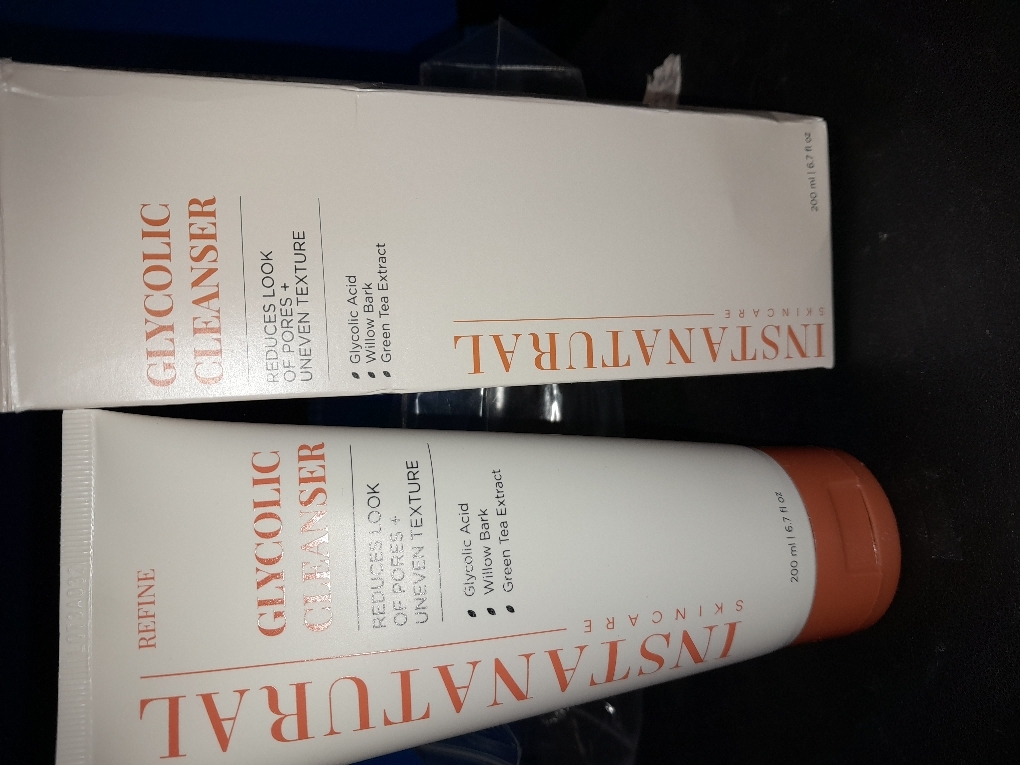 GLYCOLIC
CLEANSER
REDUCES LOOK
OF PORES +
UNEVEN TEXTURE
Glycolic Acid
Willow Bark
Green Tea Extract
INSTANATURAL
SKINCARE
200 ml | 6.7 fl oz
REFINE
GLYCOLIC
CLEANSER
REDUCES LOOK
OF PORES +
UNEVEN TEXTURE
Glycolic Acid
Willow Bark
Green Tea Extract
INSTANATURAL
SKINCARE
200 ml | 6.7 fl oz